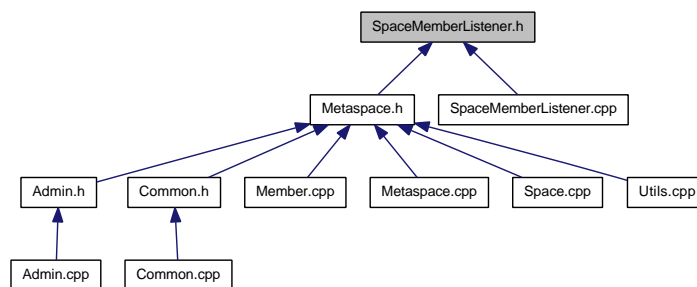 SpaceMemberListener.h
Metaspace.h
SpaceMemberListener.cpp
Admin.h
Common.h
Member.cpp
Metaspace.cpp
Space.cpp
Utils.cpp
Admin.cpp
Common.cpp